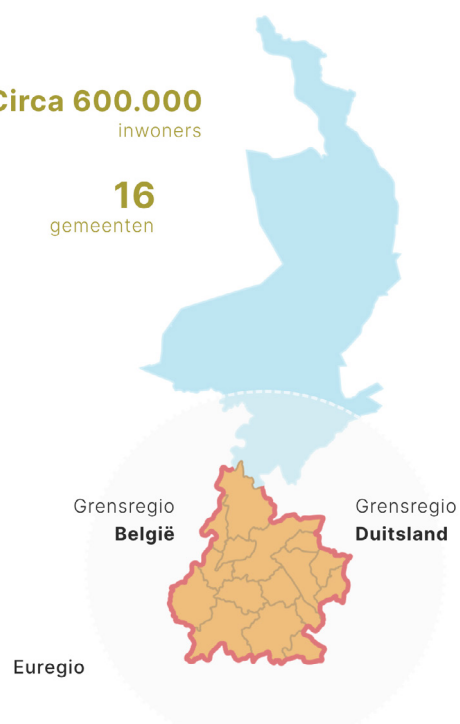 Circa 600.000
inwoners
16
gemeenten
Grensregio
België
Grensregio
Duitsland
Euregio